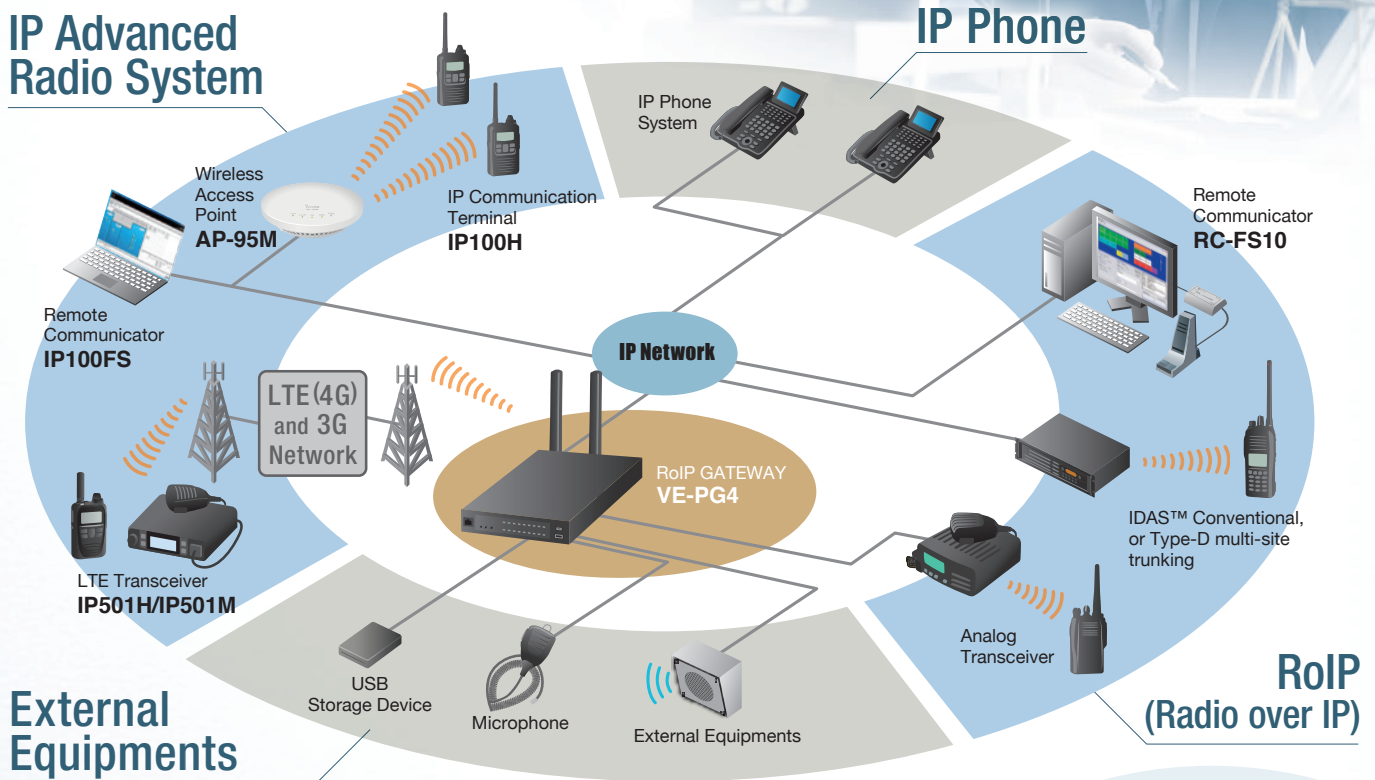 IP Advanced
Radio System
IP Phone
IP Phone
System
Wireless
Access
Point
AP-95M
IP Communication
Terminal
IP100H
Remote
Communicator
RC-FS10
Remote
Communicator
IP100FS
IP Network
LTE (4G)
and 3G
Network
RoIP GATEWAY
VE-PG4
IDAS™ Conventional,
or Type-D multi-site
trunking
LTE Transceiver
IP501H/IP501M
Analog
Transceiver
USB
Storage Device
Microphone
External Equipments
RoIP
(Radio over IP)
External
Equipments